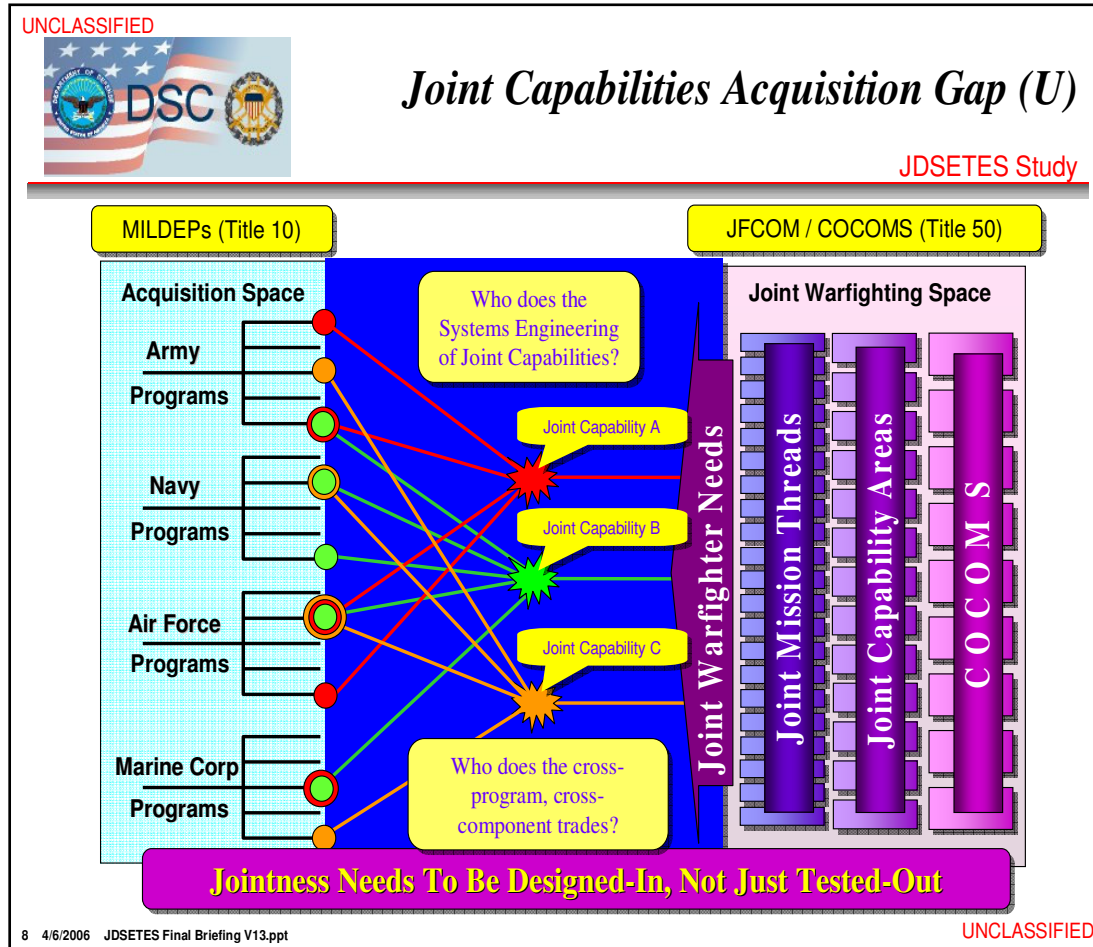 UNCLASSIFIED
DSC
Joint Capabilities Acquisition Gap (U)
JDSETES Study
MILDEPs (Title 10)
JFCOM / COCOMS (Title 50)
Acquisition Space
Army
Programs
Navy
Programs
Air Force
Programs
Marine Corp
Programs
Who does the
Systems Engineering
of Joint Capabilities?
Joint Capability A
Joint Capability B
Joint Capability C
Who does the cross-
program, cross-
component trades?
Joint Warfighter Needs
Joint Warfighting Space
Joint Mission Threads
Joint Capability Areas
COCOM S
Jointness Needs To Be Designed-In, Not Just Tested-Out
8 4/6/2006 JDSETES Final Briefing V13.ppt
UNCLASSIFIED